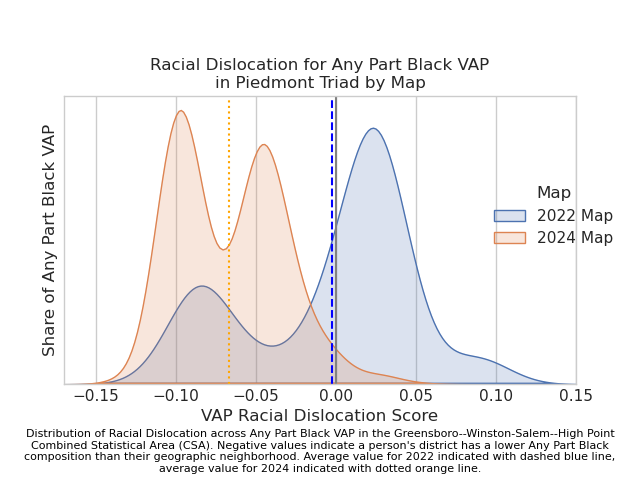 Racial Dislocation for Any Part Black VAP
in Piedmont Triad by Map
Share of Any Part Black VAP
Map
2022 Map
2024 Map
−0.15 −0.10 −0.05 0.00 0.05 0.10 0.15
VAP Racial Dislocation Score
Distribution of Racial Dislocation across Any Part Black VAP in the Greensboro--Winston-Salem--High Point
Combined Statistical Area (CSA). Negative values indicate a person's district has a lower Any Part Black
composition than their geographic neighborhood. Average value for 2022 indicated with dashed blue line,
average value for 2024 indicated with dotted orange line.